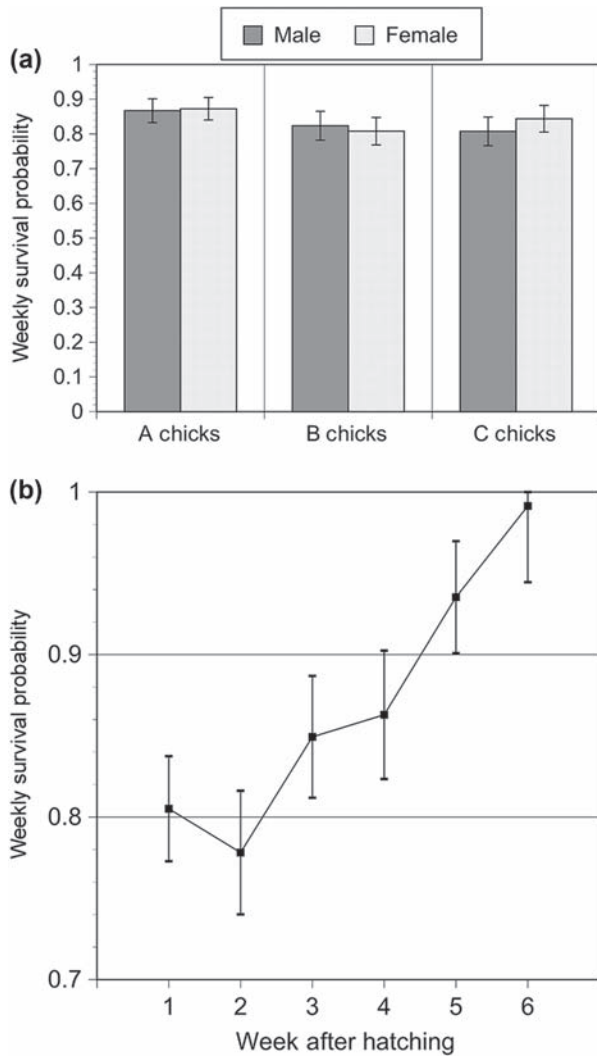 Male Female
(a)
Weekly survival probability
1
0.9
0.8
0.7
0.6
0.5
0.4
0.3
0.2
0.1
0
A chicks B chicks C chicks
(b)
Weekly survival probability
1
0.9
0.8
0.7
1 2 3 4 5 6
Week after hatching